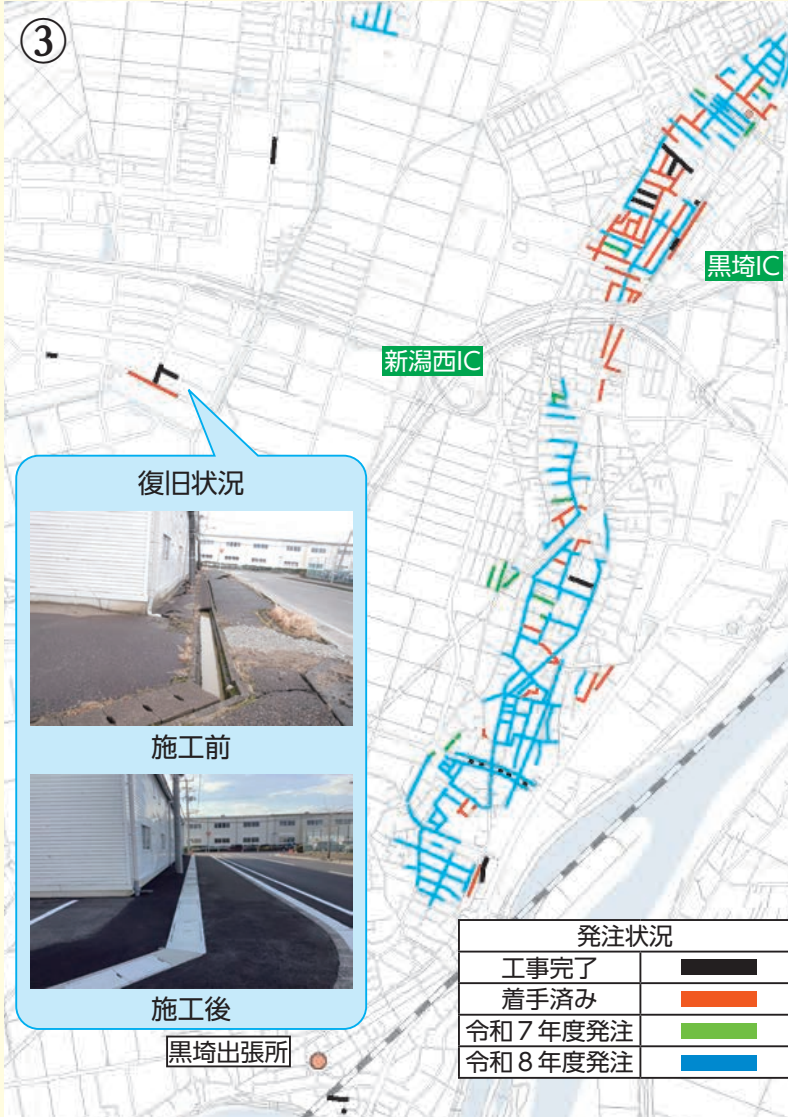 ③
黒埼IC
新潟西IC
復旧状況
施工前
施工後
黒埼出張所
発注状況
工事完了
着手済み
令和７年度発注
令和８年度発注